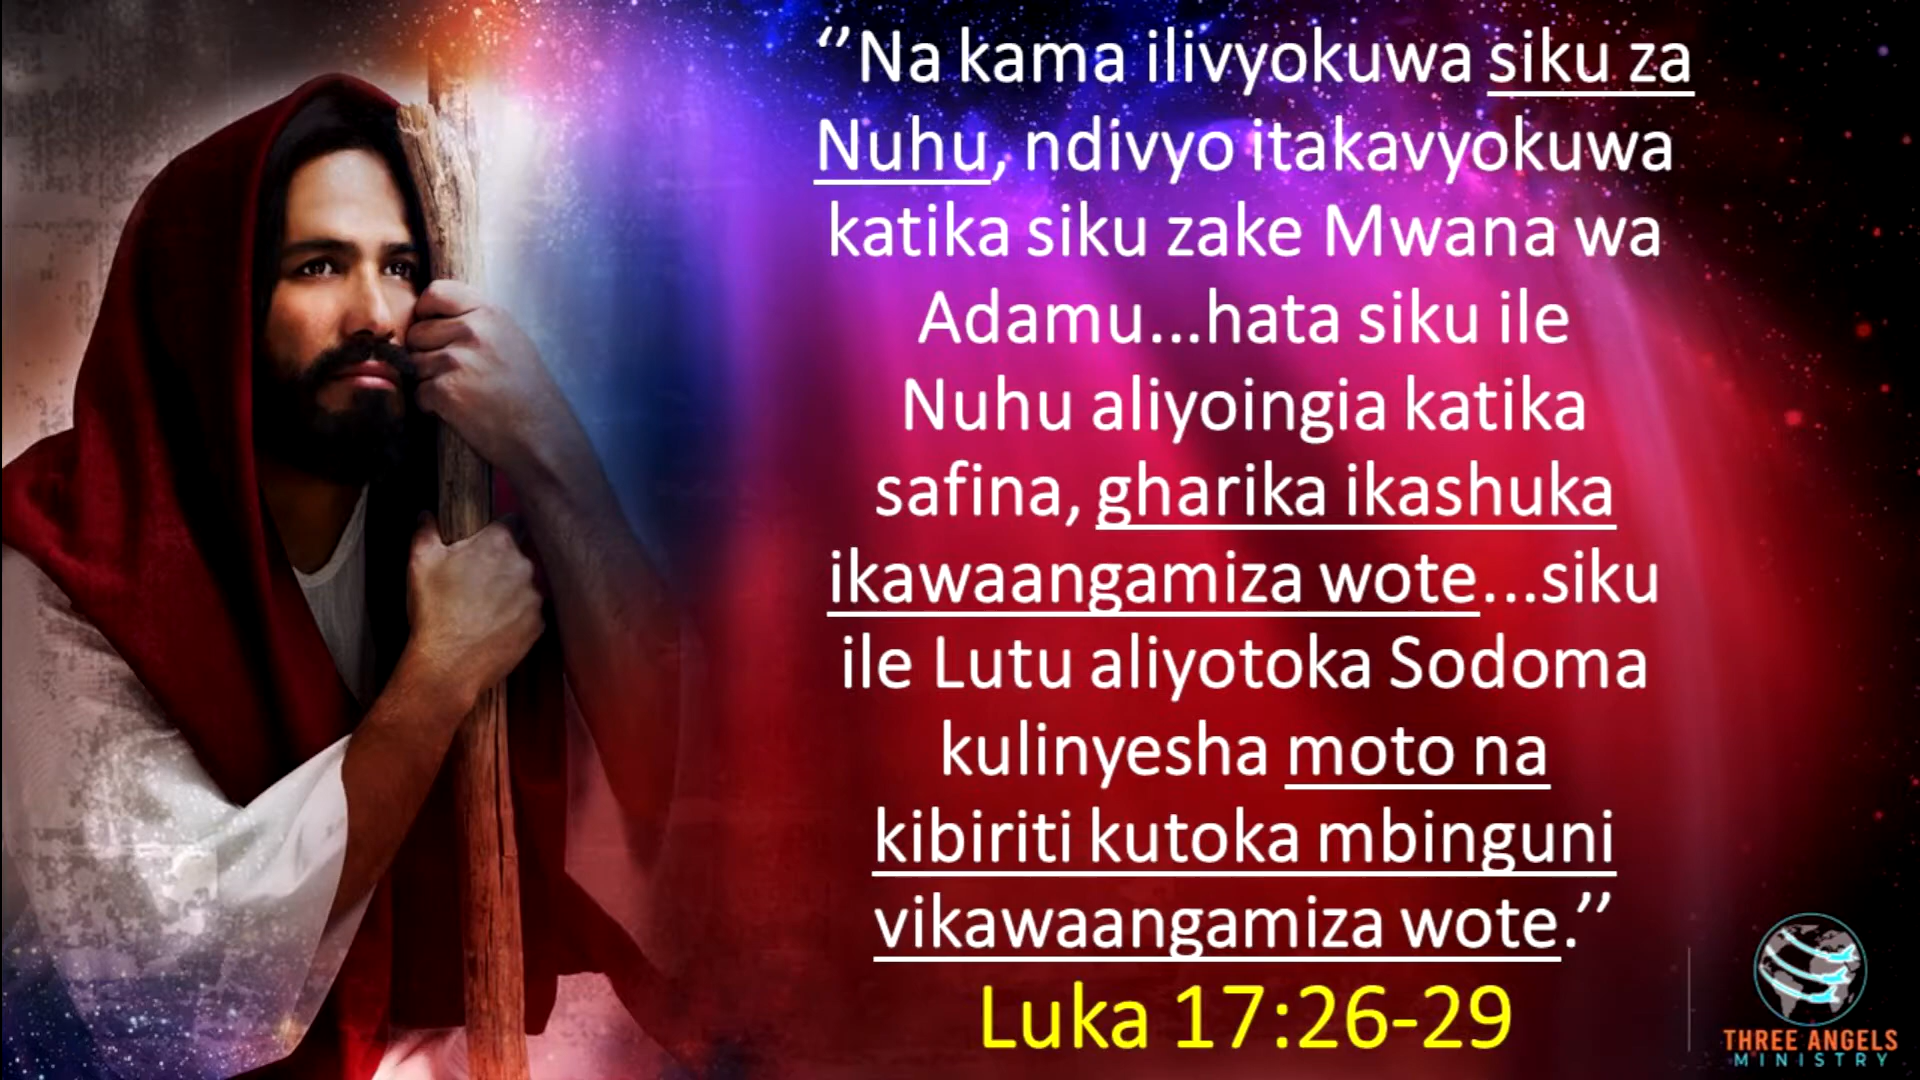 ‘’Na kama ilivyokuwa siku za
Nuhu, ndivyo itakavyokuwa
katika siku zake Mwana wa
Adamu...hata siku ile
Nuhu aliyoingia katika
safina, gharika ikashuka
ikawaangamiza wote...siku
ile Lutu aliyotoka Sodoma
kulinyesha moto na
kibiriti kutoka mbinguni
vikawaangamiza wote.’’
Luka 17:26-29
THREE ANGELS
MINISTRY